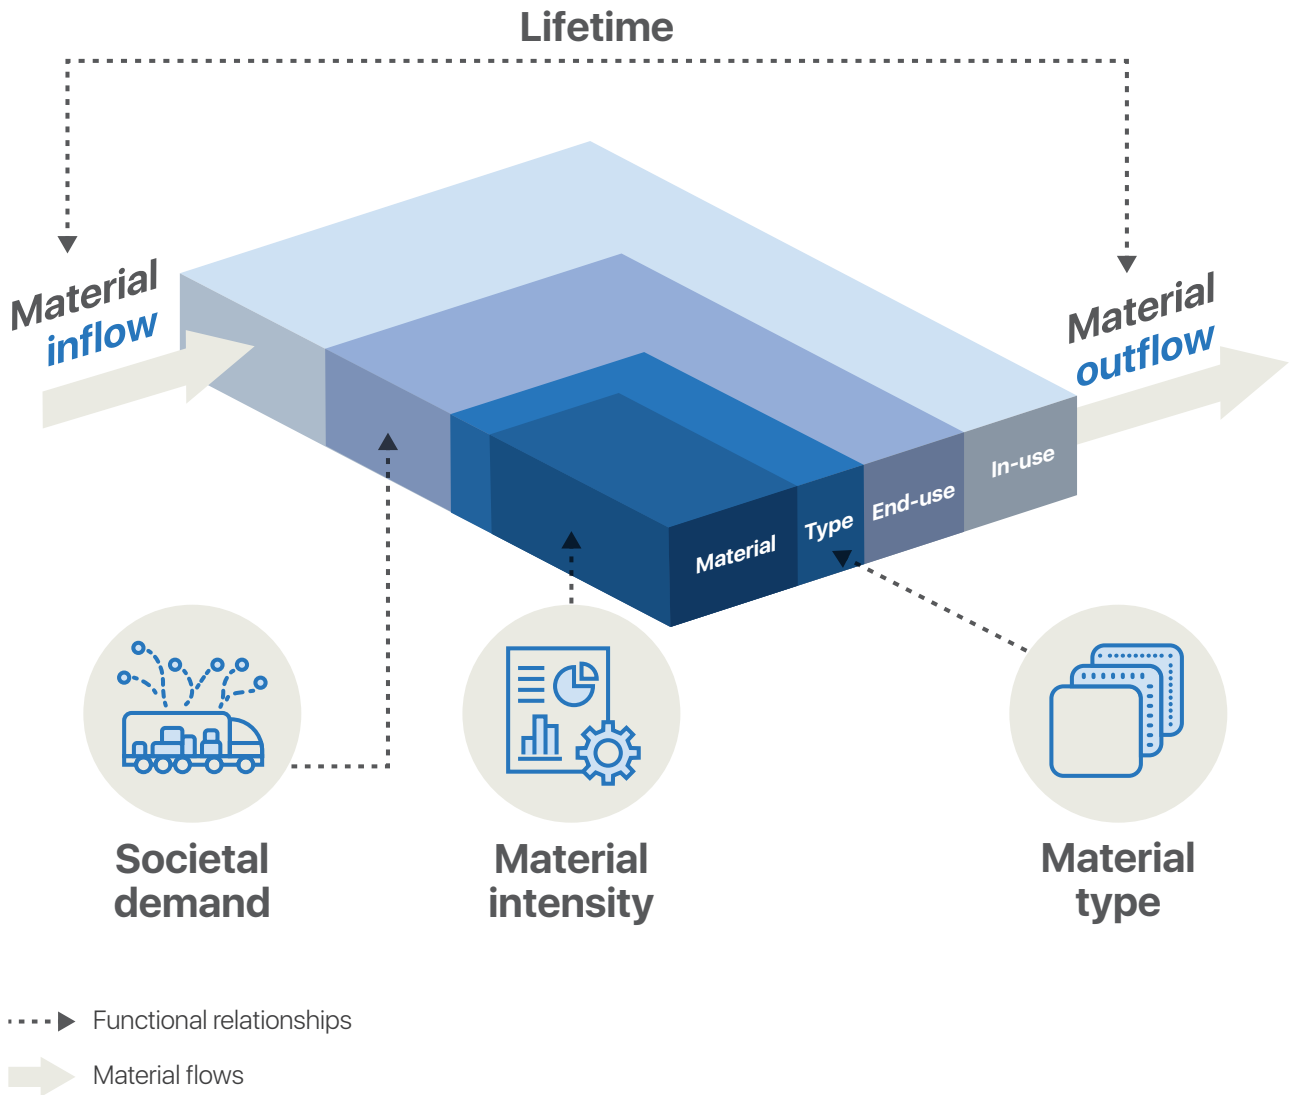 Lifetime
Material
inflow
Material
outflow
In-use
End-use
Type
Material
Societal
demand
Material
intensity
Material
type
Functional relationships
Material flows